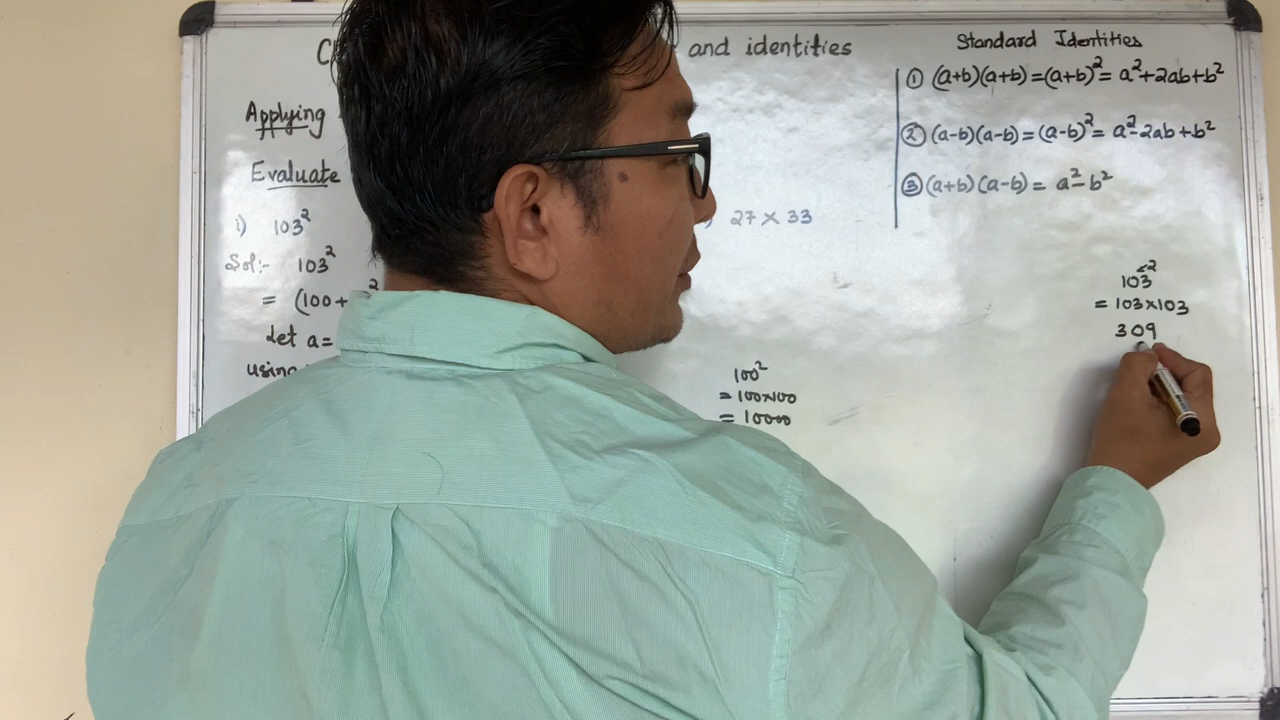 and identities
Applying
Evaluate
i) 103²
27 × 33
Sol:- 103²
= (100+ ²
Let a=
using
100²
= 100×100
= 10000
Standard Identities
① (a+b)(a+b) = (a+b)² = a²+2ab+b²
② (a-b)(a-b) = (a-b)² = a²-2ab+b²
③ (a+b)(a-b) = a²-b²
103²
= 103×103
309